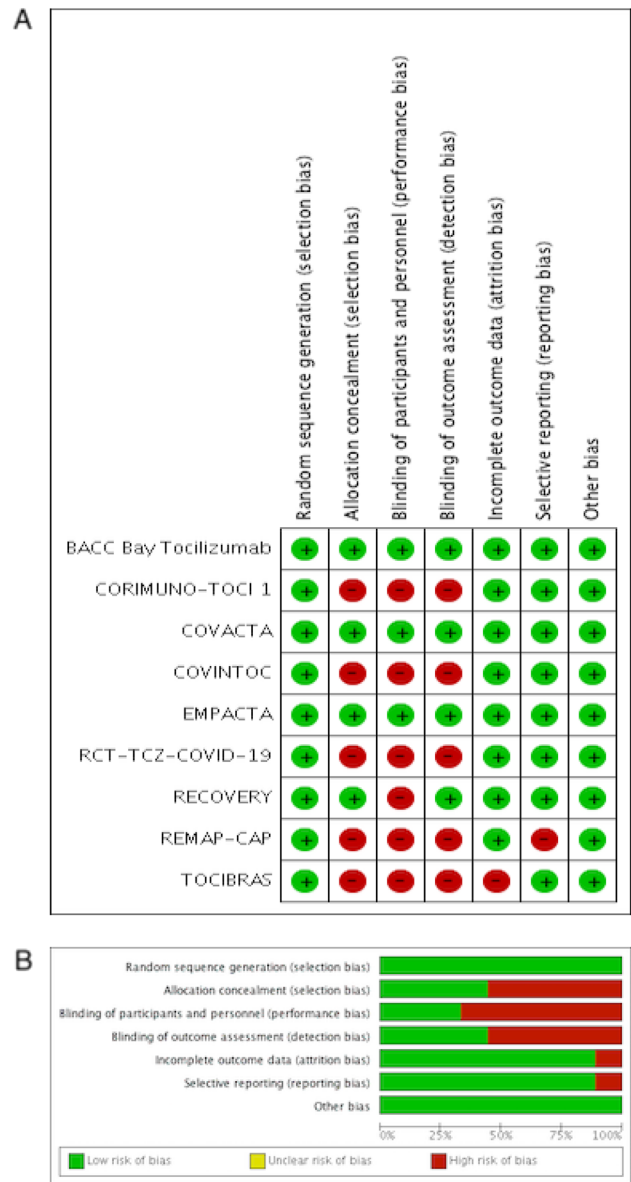 A
Random sequence generation (selection bias)
Allocation concealment (selection bias)
Blinding of participants and personnel (performance bias)
Blinding of outcome assessment (detection bias)
Incomplete outcome data (attrition bias)
Selective reporting (reporting bias)
Other bias
BACC Bay Tocilizumab + + + + + + +
CORIMUNO-TOCI 1 + - - - + + +
COVACTA + + + + + + +
COVINTOC + - - - + + +
EMPACTA + + + + + + +
RCT-TCZ-COVID-19 + - - - + + +
RECOVERY + + - + + + +
REMAP-CAP + - - - + - +
TOCIBRAS + - - - - + +
B
Random sequence generation (selection bias)
Allocation concealment (selection bias)
Blinding of participants and personnel (performance bias)
Blinding of outcome assessment (detection bias)
Incomplete outcome data (attrition bias)
Selective reporting (reporting bias)
Other bias
0% 25% 50% 75% 100%
Low risk of bias Unclear risk of bias High risk of bias